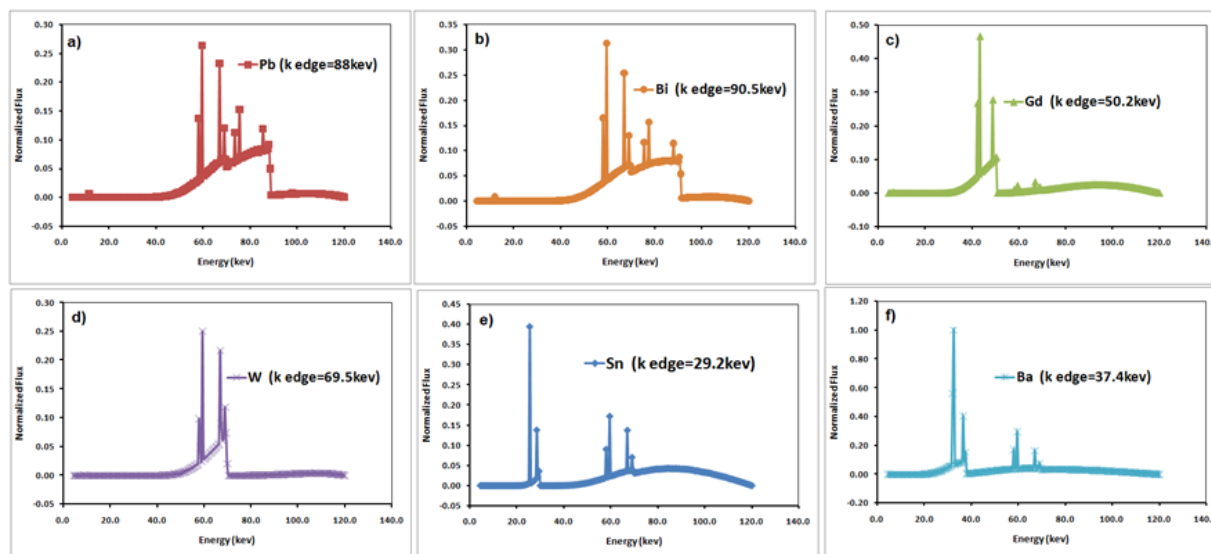 a)
Pb (k edge=88kev)
Normalized Flux
0.30
0.25
0.20
0.15
0.10
0.05
0.00
-0.05
0.0 20.0 40.0 60.0 80.0 100.0 120.0 140.0
Energy (kev)
b)
Bi (k edge=90.5kev)
Normalized Flux
0.35
0.30
0.25
0.20
0.15
0.10
0.05
0.00
-0.05
0.0 20.0 40.0 60.0 80.0 100.0 120.0 140.0
Energy (kev)
c)
Gd (k edge=50.2kev)
Normalized Flux
0.50
0.40
0.30
0.20
0.10
0.00
-0.10
0.0 20.0 40.0 60.0 80.0 100.0 120.0 140.0
Energy (kev)
d)
W (k edge=69.5kev)
Normalized Flux
0.30
0.25
0.20
0.15
0.10
0.05
0.00
-0.05
0.0 20.0 40.0 60.0 80.0 100.0 120.0 140.0
Energy (kev)
e)
Sn (k edge=29.2kev)
Normalized Flux
0.45
0.40
0.35
0.30
0.25
0.20
0.15
0.10
0.05
0.00
-0.05
0.0 20.0 40.0 60.0 80.0 100.0 120.0 140.0
Energy (kev)
f)
Ba (k edge=37.4kev)
Normalized Flux
1.20
1.00
0.80
0.60
0.40
0.20
0.00
-0.20
0.0 20.0 40.0 60.0 80.0 100.0 120.0 140.0
Energy (kev)